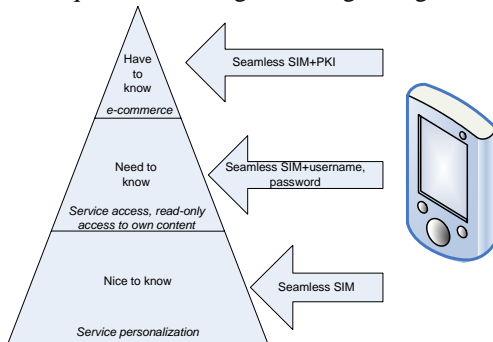 Have
to
know
e-commerce
Seamless SIM+PKI
Need to
know
Service access, read-only
access to own content
Seamless SIM+username,
password
Nice to know
Service personalization
Seamless SIM